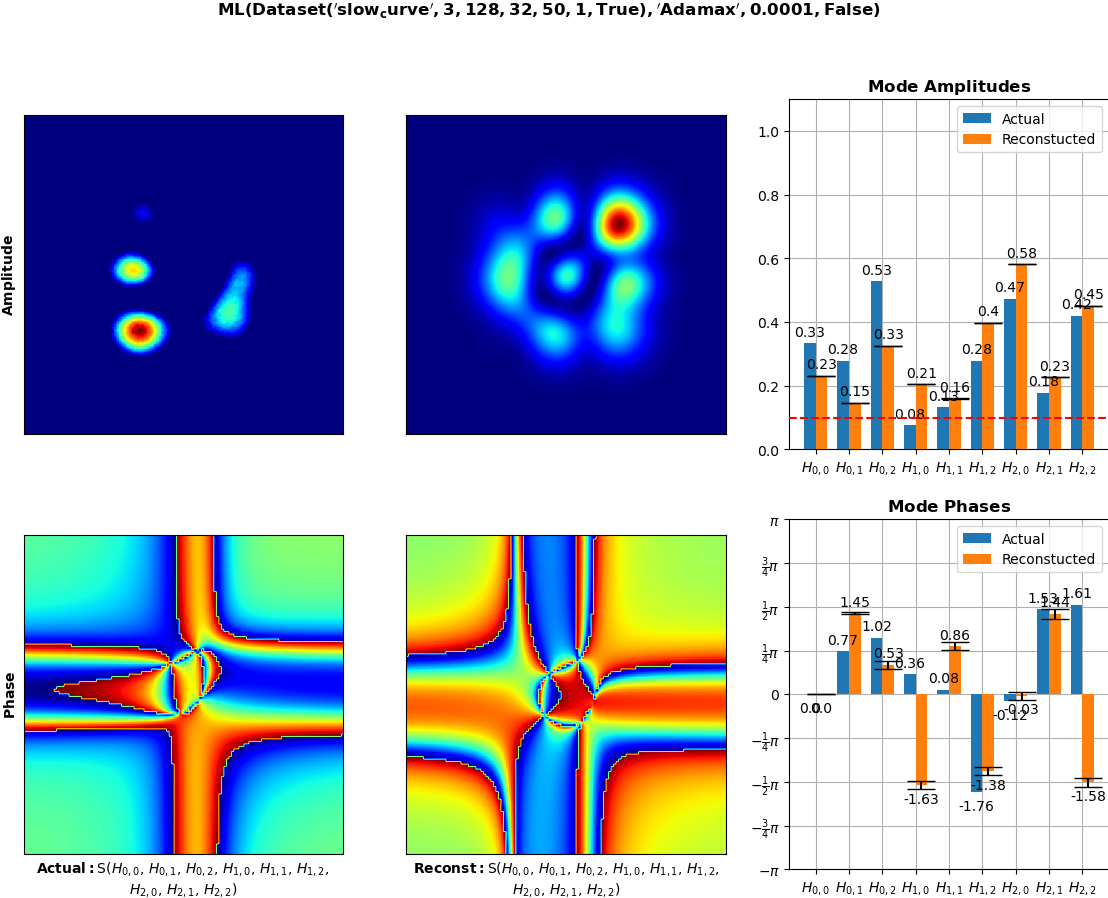 ML(Dataset('slow_curve', 3, 128, 32, 50, 1, True), 'Adamax', 0.0001, False)
Amplitude
Mode Amplitudes
Actual
Reconstucted
1.0
0.8
0.6
0.4
0.2
0.0
0.33
0.23
0.28
0.15
0.53
0.33
0.08
0.21
0.13
0.16
0.28
0.4
0.47
0.58
0.18
0.23
0.42
0.45
H0,0 H0,1 H0,2 H1,0 H1,1 H1,2 H2,0 H2,1 H2,2
Phase
Mode Phases
Actual
Reconstucted
π
3/4π
1/2π
1/4π
0
−1/4π
−1/2π
−3/4π
−π
0.0
0.0
0.77
1.45
1.02
0.53
0.36
-1.63
0.08
0.86
-1.76
-1.38
-0.12
-0.03
1.53
1.44
1.61
-1.58
H0,0 H0,1 H0,2 H1,0 H1,1 H1,2 H2,0 H2,1 H2,2
Actual: S(H0,0, H0,1, H0,2, H1,0, H1,1, H1,2,
H2,0, H2,1, H2,2)
Reconst: S(H0,0, H0,1, H0,2, H1,0, H1,1, H1,2,
H2,0, H2,1, H2,2)